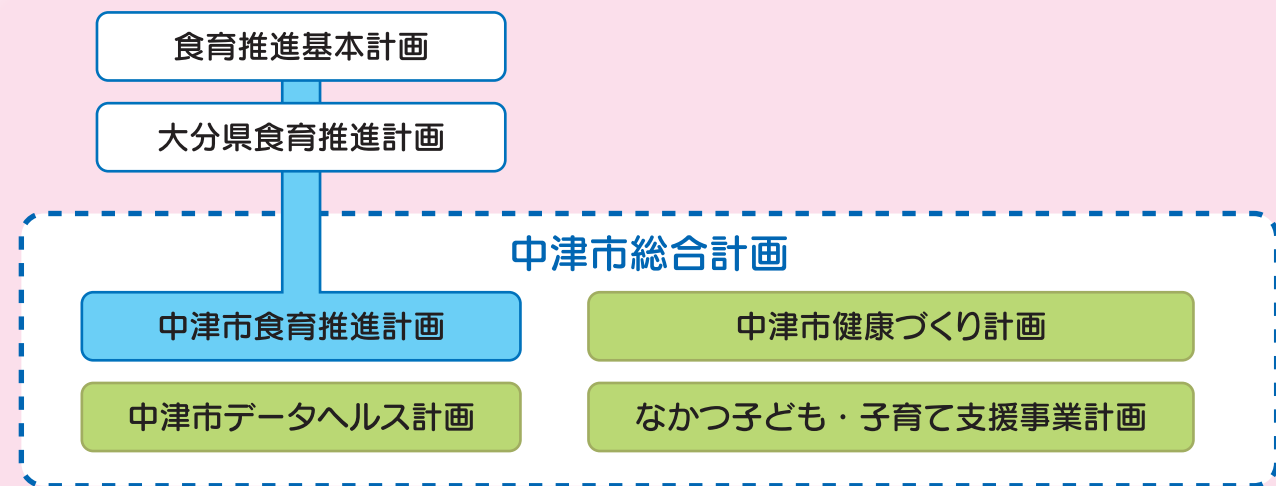 食育推進基本計画
大分県食育推進計画
中津市総合計画
中津市食育推進計画
中津市健康づくり計画
中津市データヘルス計画
なかつ子ども・子育て支援事業計画